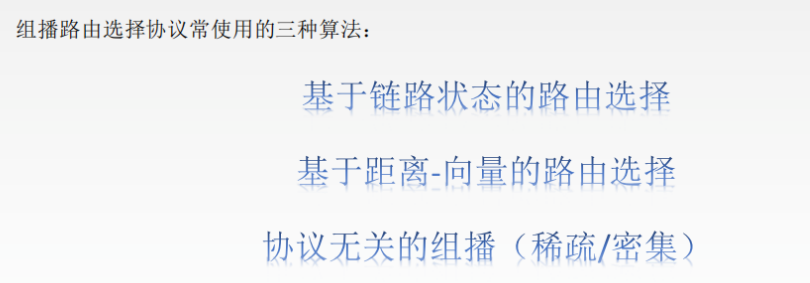 组播路由选择协议常使用的三种算法：
基于链路状态的路由选择
基于距离-向量的路由选择
协议无关的组播（稀疏/密集）